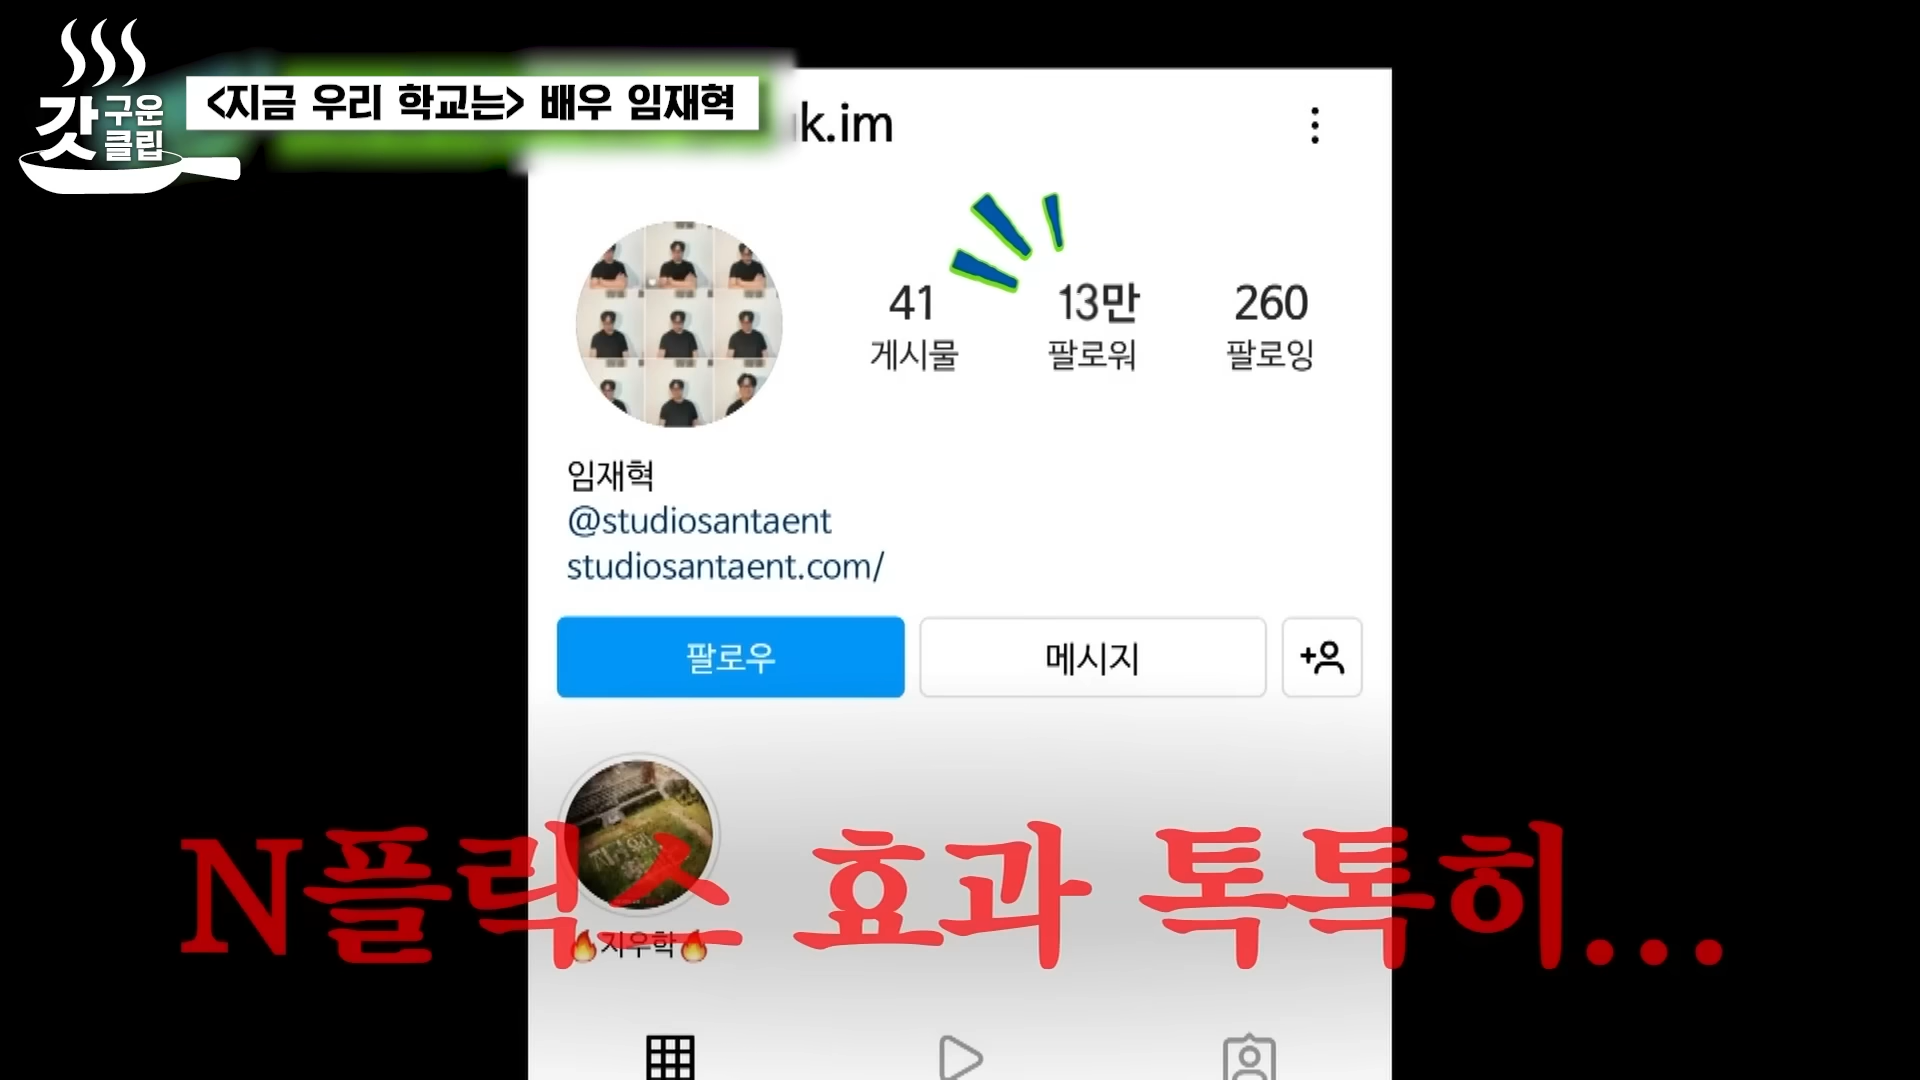 갓구운클립
<지금 우리 학교는> 배우 임재혁
k.im
41
13만
260
게시물
팔로워
팔로잉
임재혁
@studiosantaent
studiosantaent.com/
팔로우
메시지
N플릭스 효과 톡톡히...
🔥지우학🔥